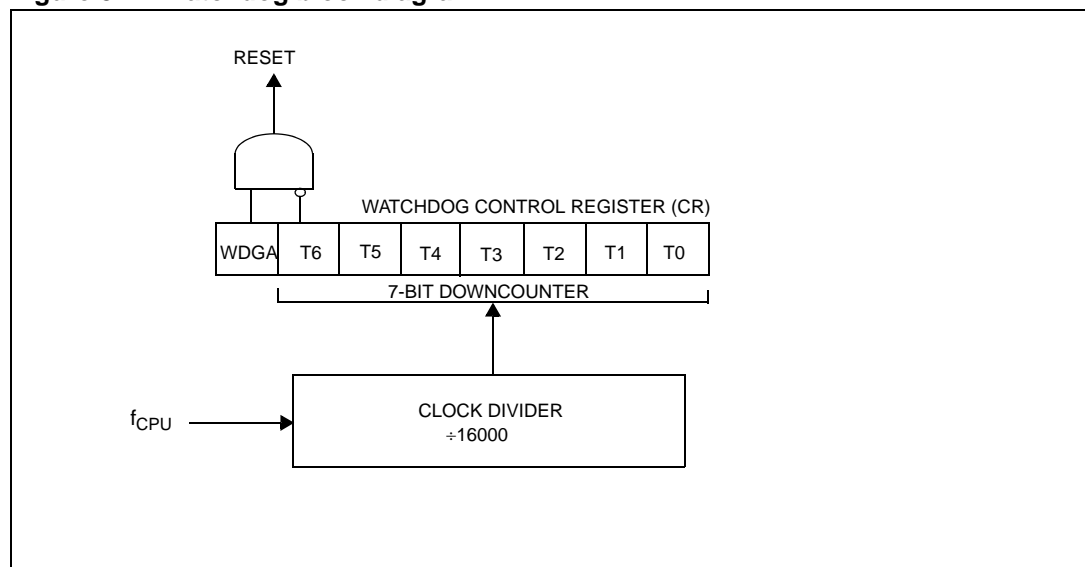 RESET
WATCHDOG CONTROL REGISTER (CR)
WDGA T6 T5 T4 T3 T2 T1 T0
7-BIT DOWNCOUNTER
fCPU
CLOCK DIVIDER
÷16000